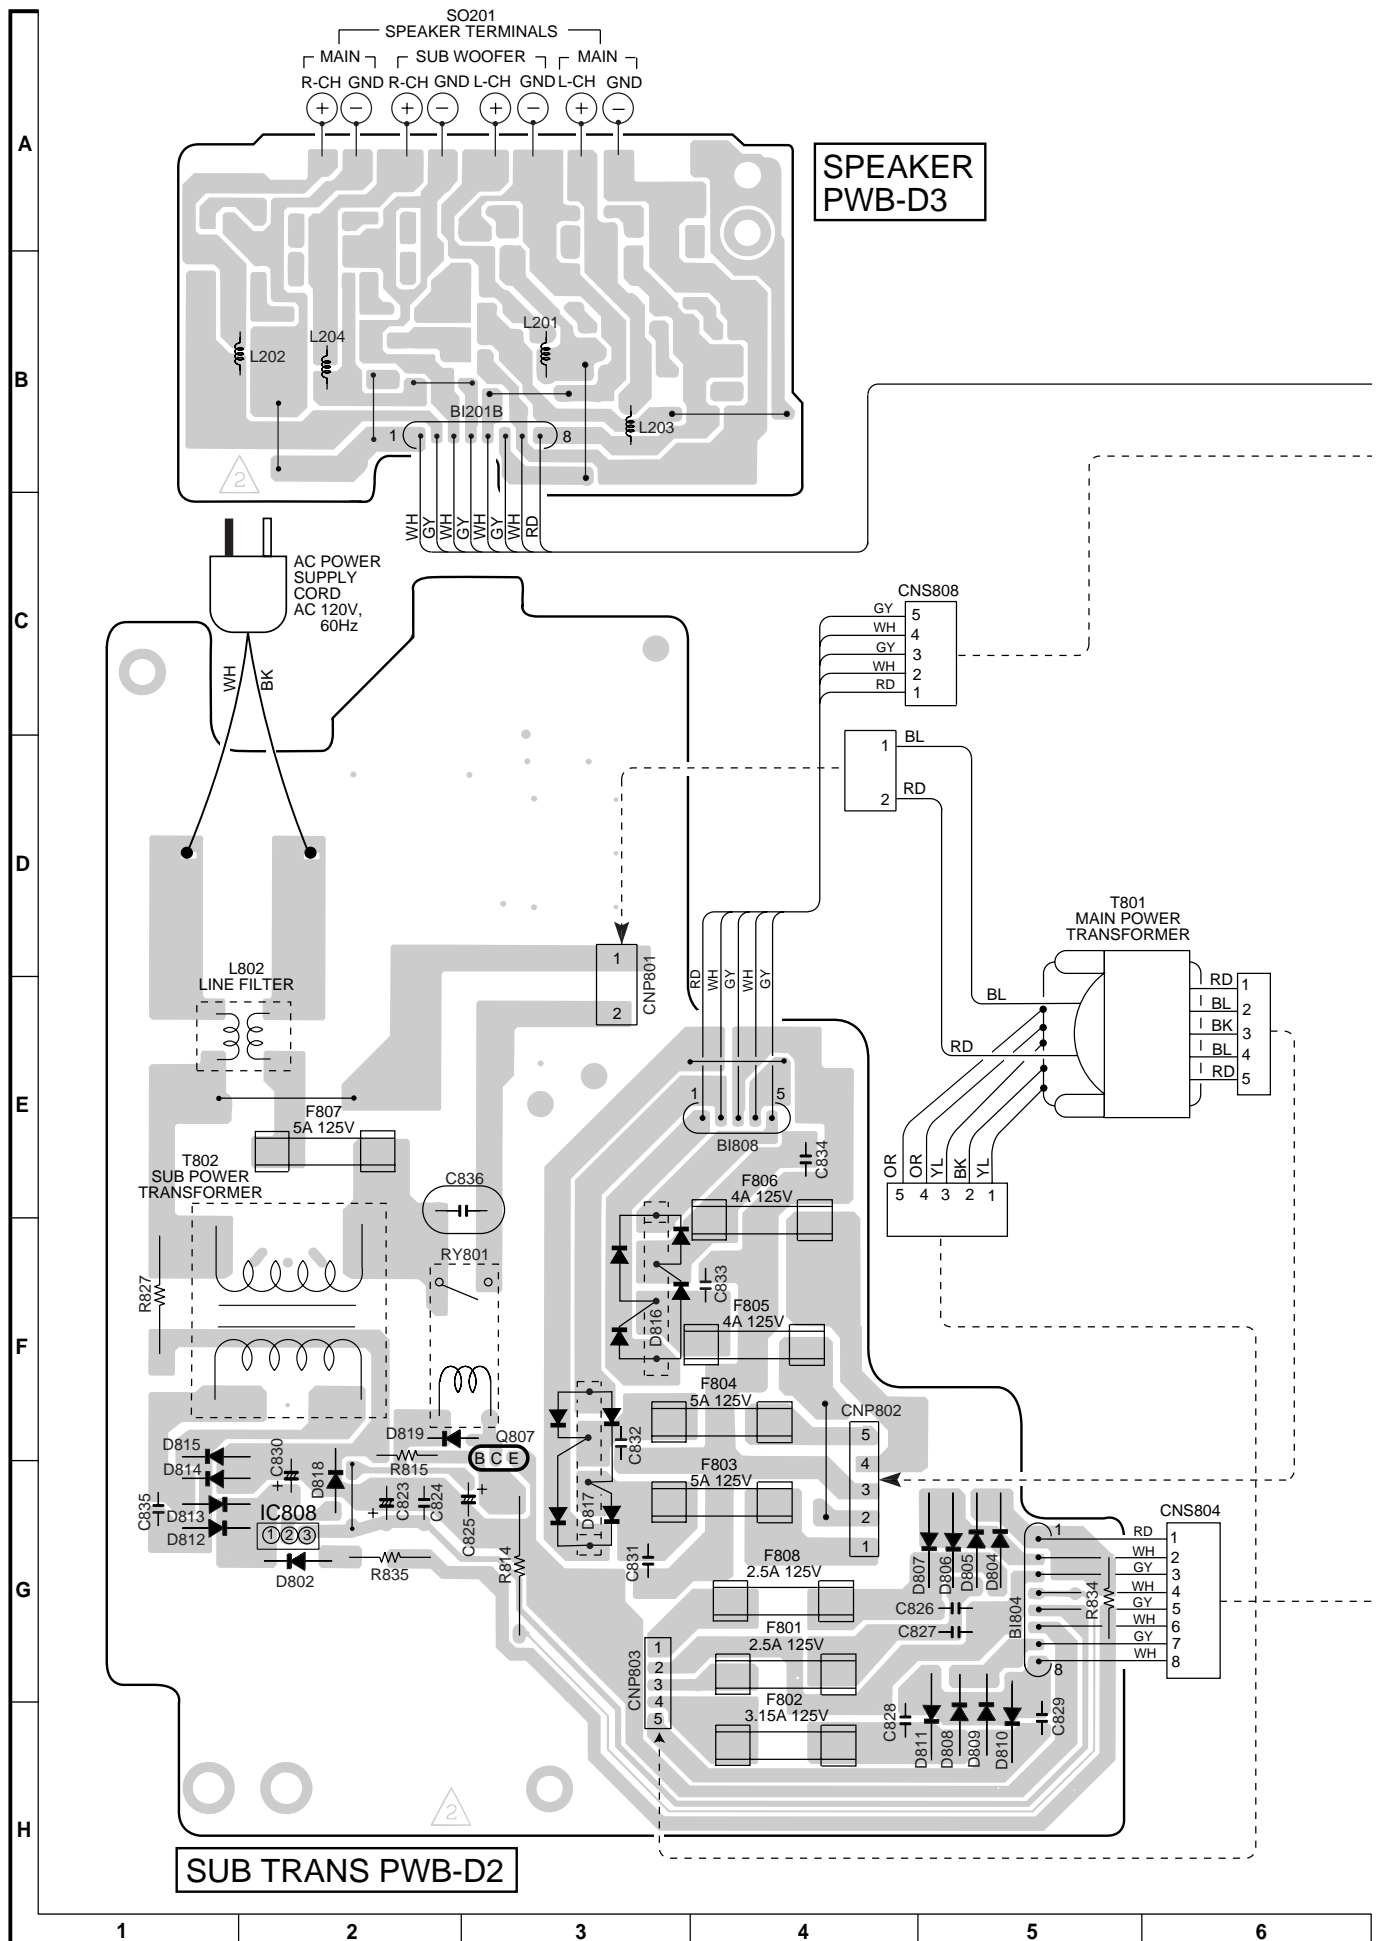 SO201
SPEAKER TERMINALS
MAIN SUB WOOFER MAIN
R-CH GND R-CH GND L-CH GND L-CH GND
+ − + − + − + −
A
SPEAKER
PWB-D3
L201
L204
L202
B
BI201B
1 8
L203
2
WH GY WH GY WH GY WH RD
AC POWER
SUPPLY
CORD
AC 120V,
60Hz
CNS808
C
GY 5
WH 4
GY 3
WH 2
RD 1
WH BK
1 BL
2 RD
D
T801
MAIN POWER
TRANSFORMER
1
CNP801
2
L802
LINE FILTER
RD WH GY WH GY
BL
RD
RD 1
BL 2
BK 3
BL 4
RD 5
E
1 5
BI808
F807
5A 125V
C834
T802
SUB POWER
TRANSFORMER
C836
F806
4A 125V
OR OR YL BK YL
5 4 3 2 1
RY801
R827
C833
D816
F805
4A 125V
F
F804
5A 125V
CNP802
5
4
3
2
1
D819
Q807
B C E
C832
D815
D814
C830
D818
R815
F803
5A 125V
C835
D813
D812
IC808
1 2 3
C823
C824
C825
D817
CNS804
D802
R835
R814
C831
F808
2.5A 125V
D807 D806 D805 D804
1
RD 1
WH 2
GY 3
WH 4
GY 5
WH 6
GY 7
WH 8
R834
BI804
8
G
C826
C827
F801
2.5A 125V
CNP803
1
2
3
4
5
F802
3.15A 125V
C828
D811 D808 D809 D810
C829
2
H
SUB TRANS PWB-D2
1 2 3 4 5 6